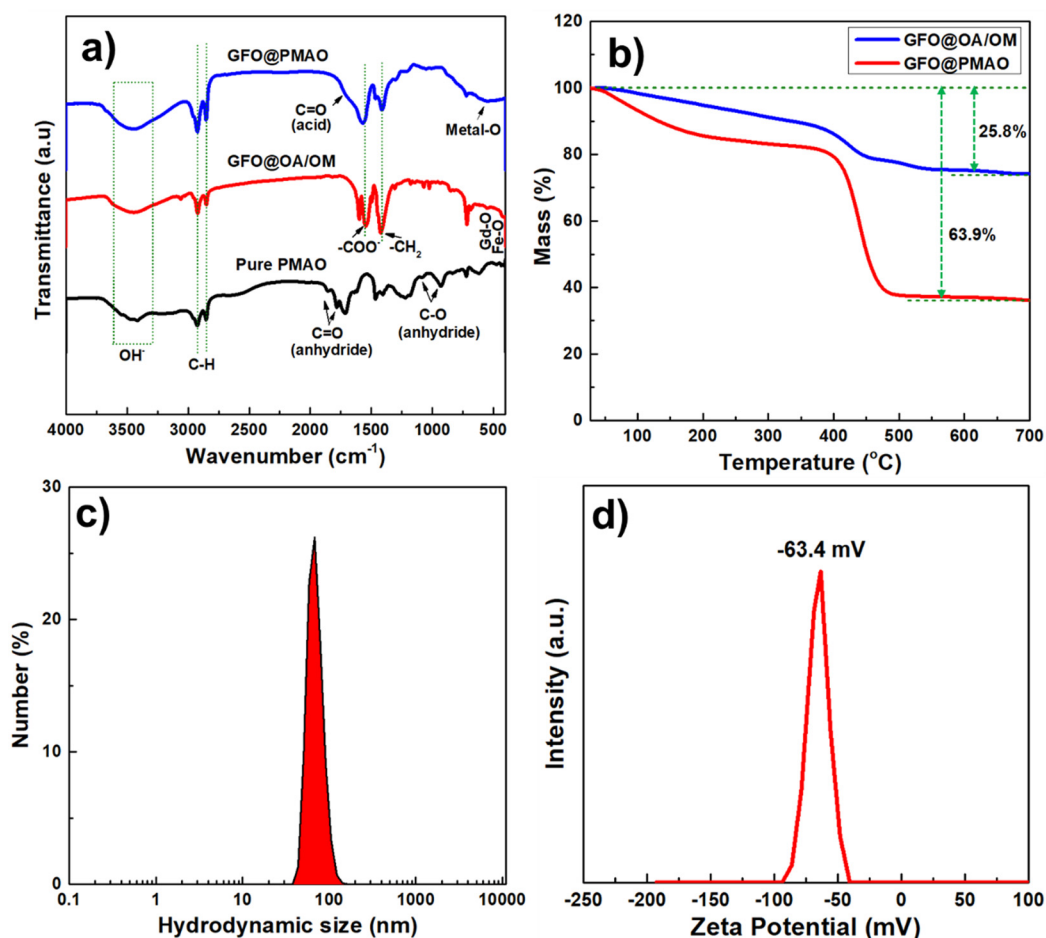 a)
GFO@PMAO
C=O
(acid)
Metal-O
GFO@OA/OM
-COO⁻
-CH₂
Gd-O
Fe-O
Pure PMAO
C=O
(anhydride)
C-O
(anhydride)
OH⁻
C-H
Transmittance (a.u)
4000 3500 3000 2500 2000 1500 1000 500
Wavenumber (cm⁻¹)
b)
GFO@OA/OM
GFO@PMAO
25.8%
63.9%
Mass (%)
120
100
80
60
40
20
0
100 200 300 400 500 600 700
Temperature (°C)
c)
Number (%)
30
20
10
0
0.1 1 10 100 1000 10000
Hydrodynamic size (nm)
d)
-63.4 mV
Intensity (a.u.)
-250 -200 -150 -100 -50 0 50 100
Zeta Potential (mV)